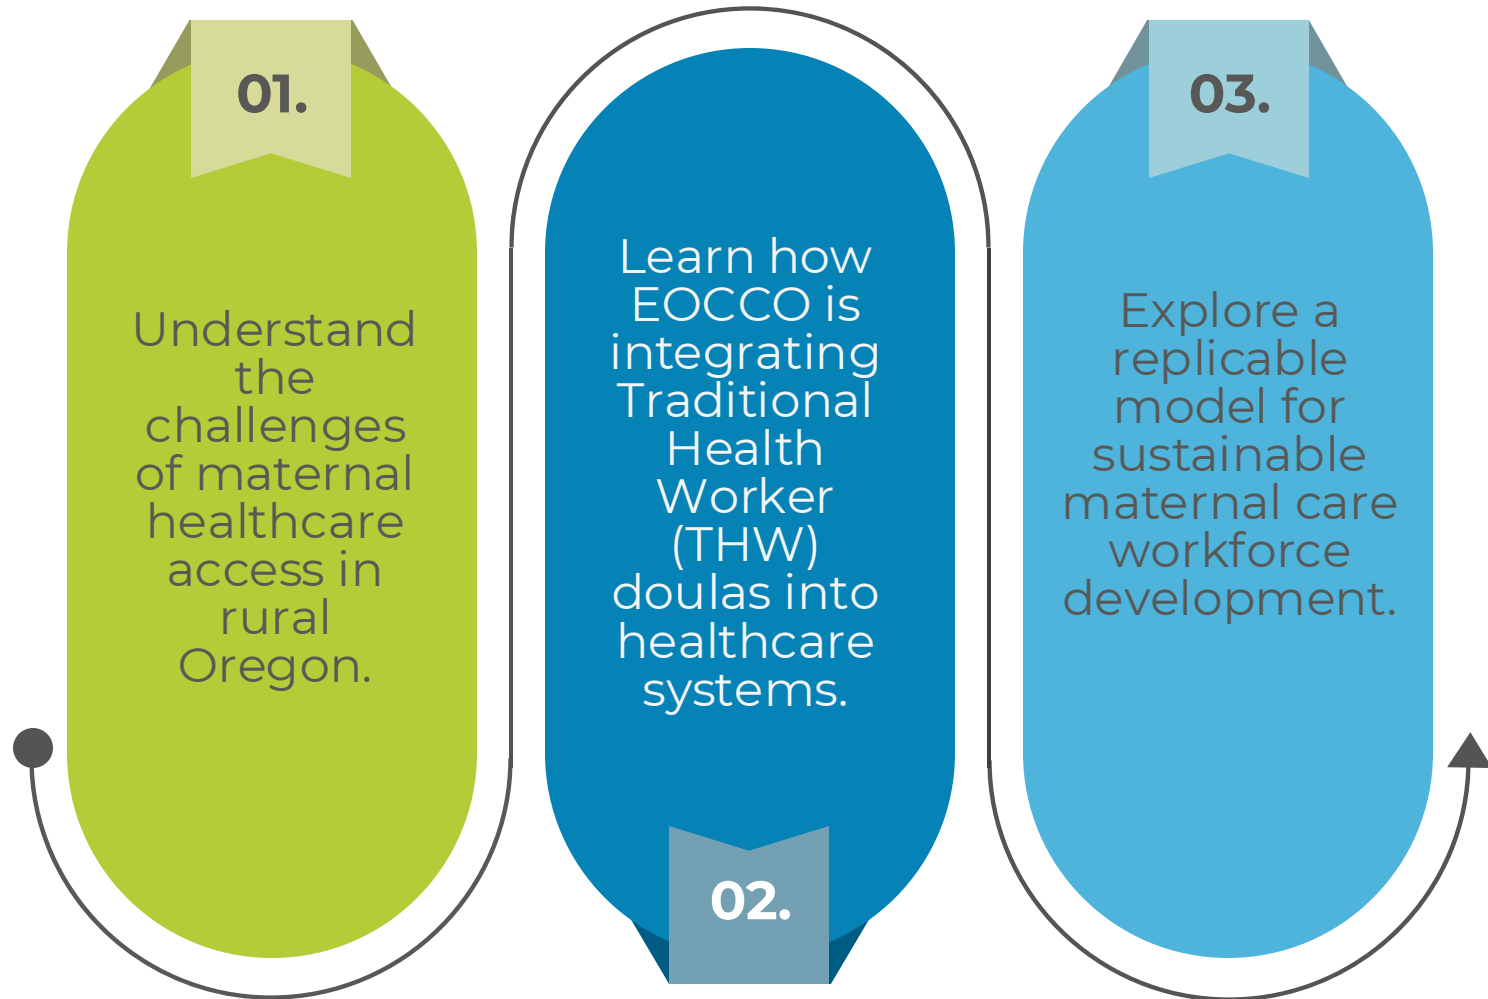 01.
Understand
the
challenges
of maternal
healthcare
access in
rural
Oregon.
Learn how
EOCCO is
integrating
Traditional
Health
Worker
(THW)
doulas into
healthcare
systems.
02.
03.
Explore a
replicable
model for
sustainable
maternal care
workforce
development.